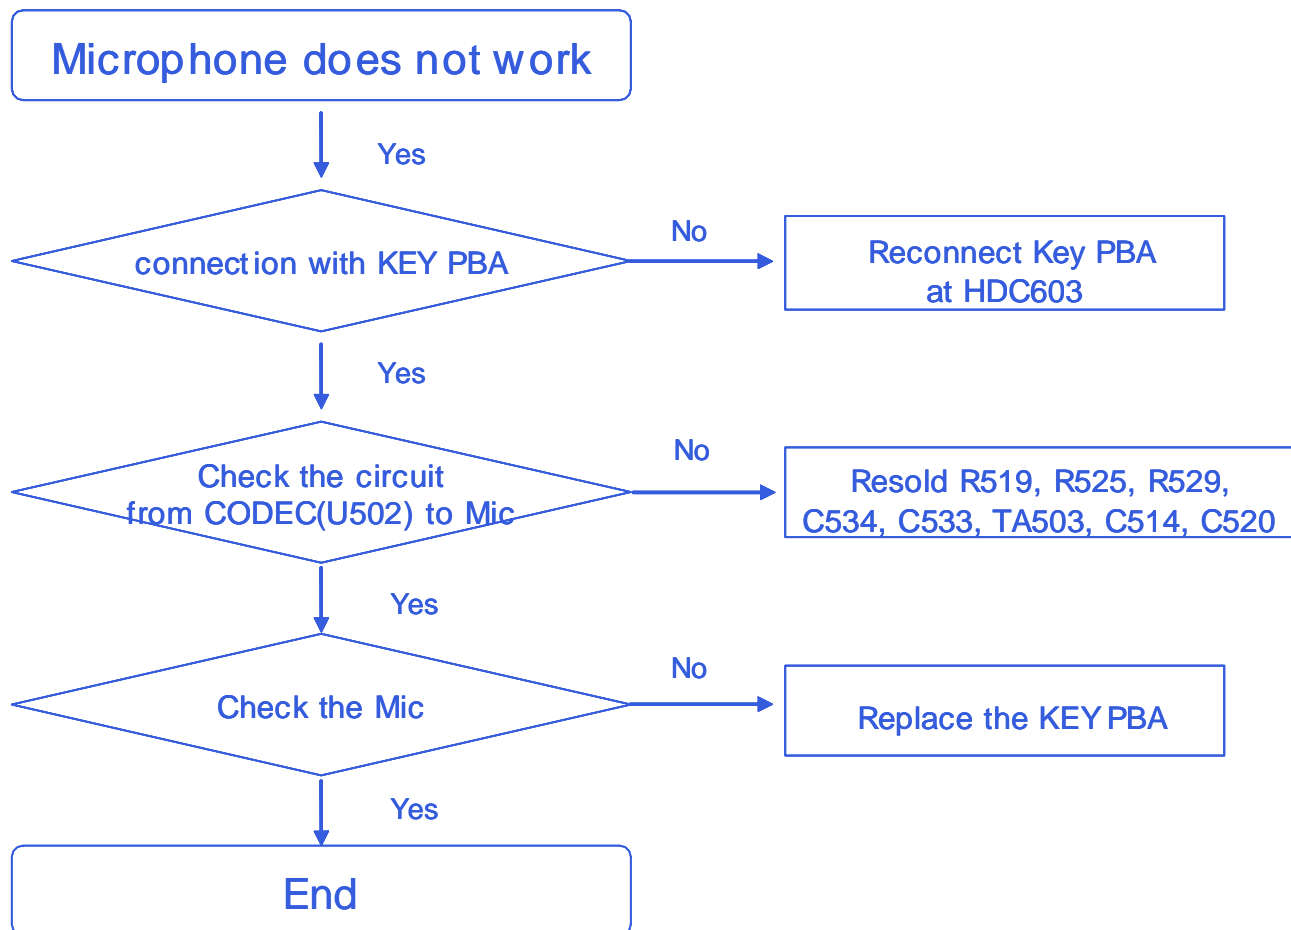 Microphone does not work
Yes
connection with KEY PBA
No
Reconnect Key PBA
at HDC603
Yes
Check the circuit
from CODEC(U502) to Mic
No
Resold R519, R525, R529,
C534, C533, TA503, C514, C520
Yes
Check the Mic
No
Replace the KEY PBA
Yes
End